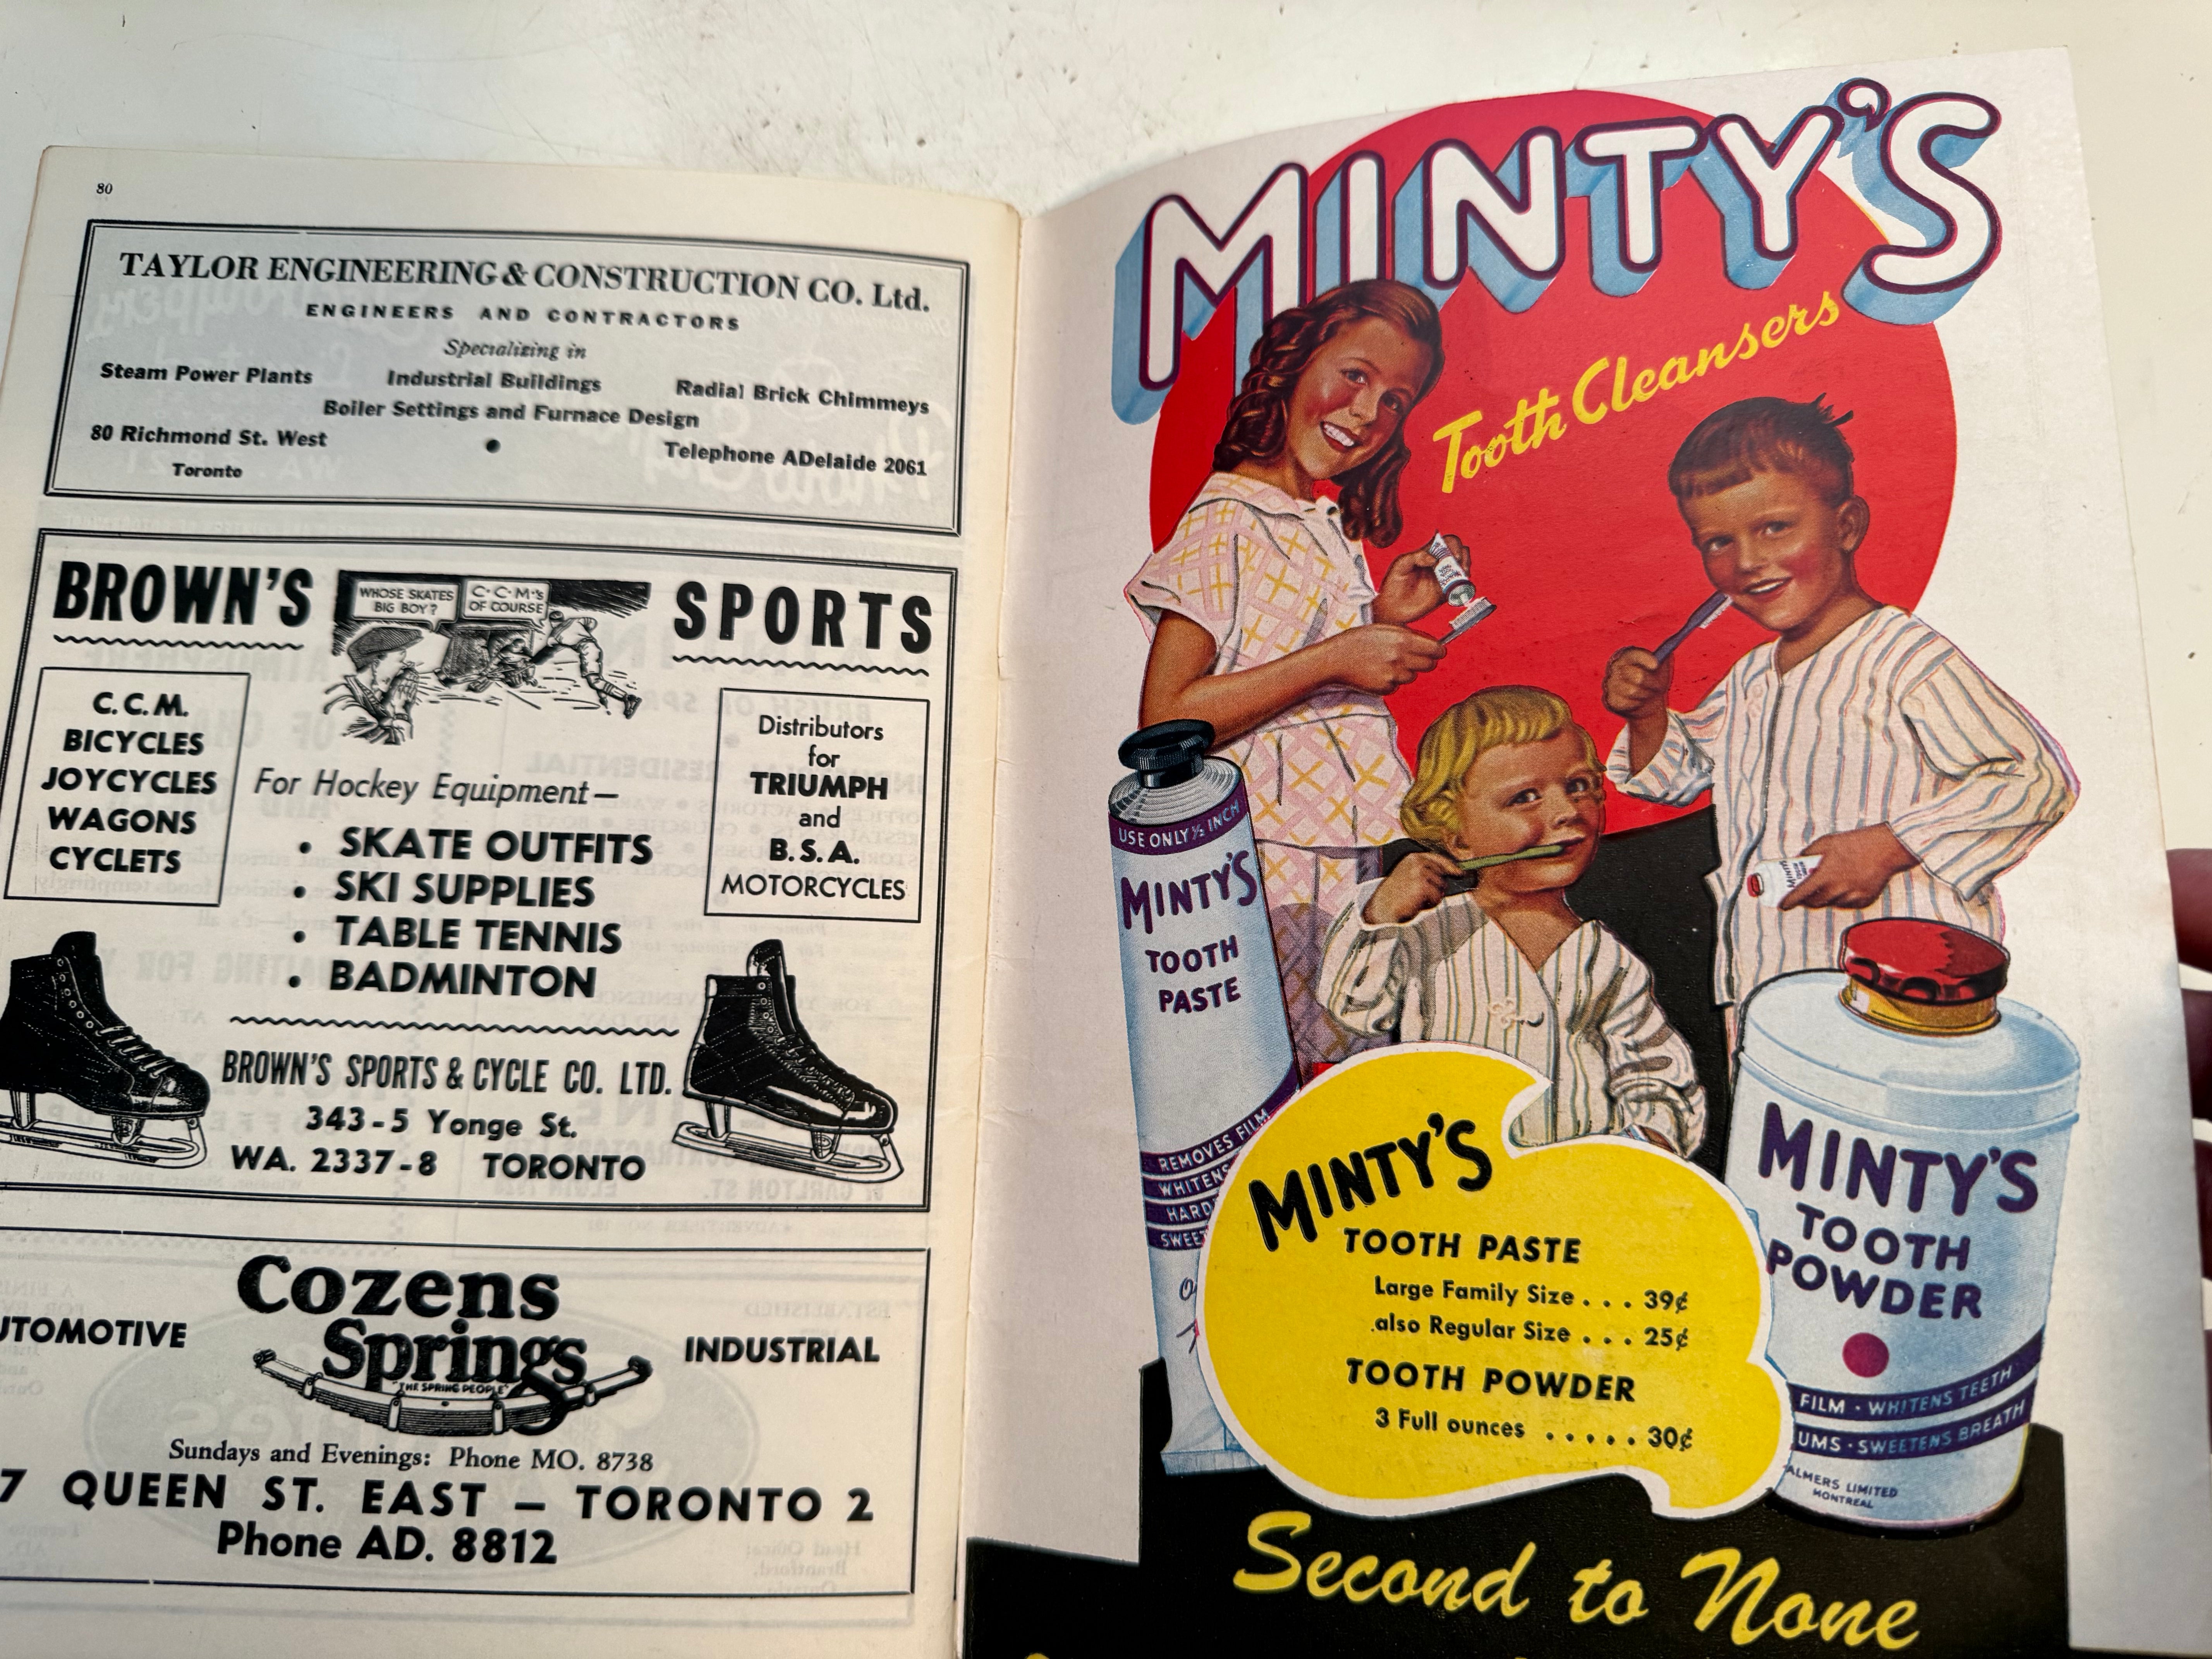 80
TAYLOR ENGINEERING & CONSTRUCTION CO. Ltd.
ENGINEERS AND CONTRACTORS
Specializing in
Steam Power Plants Industrial Buildings Radial Brick Chimmeys
Boiler Settings and Furnace Design
80 Richmond St. West
Toronto
Telephone ADelaide 2061
BROWN'S SPORTS
WHOSE SKATES
BIG BOY?
C·C·M·'s
OF COURSE
C.C.M.
BICYCLES
JOYCYCLES
WAGONS
CYCLETS
For Hockey Equipment—
• SKATE OUTFITS
• SKI SUPPLIES
• TABLE TENNIS
• BADMINTON
Distributors
for
TRIUMPH
and
B.S.A.
MOTORCYCLES
BROWN'S SPORTS & CYCLE CO. LTD.
343-5 Yonge St.
WA. 2337-8 TORONTO
Cozens
Springs
"THE SPRING PEOPLE"
UTOMOTIVE
INDUSTRIAL
Sundays and Evenings: Phone MO. 8738
7 QUEEN ST. EAST — TORONTO 2
Phone AD. 8812
MINTY'S
Tooth Cleansers
USE ONLY ½ INCH
MINTY'S
TOOTH
PASTE
REMOVES FILM
WHITENS
HARD
SWEET
MINTY'S
TOOTH PASTE
Large Family Size . . . 39¢
also Regular Size . . . 25¢
TOOTH POWDER
3 Full ounces . . . . . 30¢
MINTY'S
TOOTH
POWDER
FILM · WHITENS TEETH
UMS · SWEETENS BREATH
ALMERS LIMITED
MONTREAL
Second to None